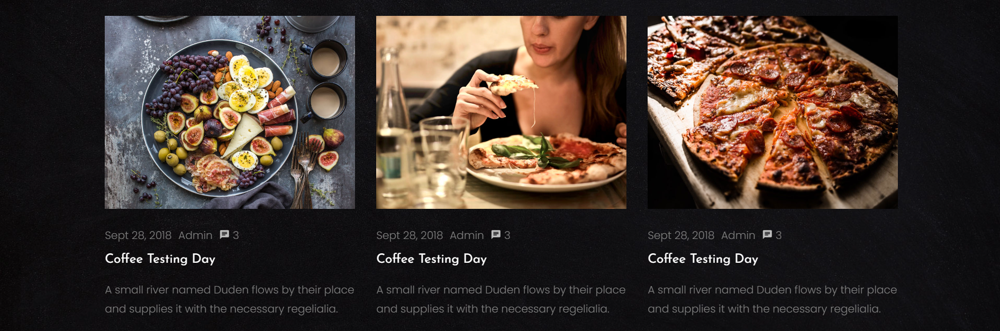 Sept 28, 2018 Admin 3
Coffee Testing Day
A small river named Duden flows by their place
and supplies it with the necessary regelialia.
Sept 28, 2018 Admin 3
Coffee Testing Day
A small river named Duden flows by their place
and supplies it with the necessary regelialia.
Sept 28, 2018 Admin 3
Coffee Testing Day
A small river named Duden flows by their place
and supplies it with the necessary regelialia.